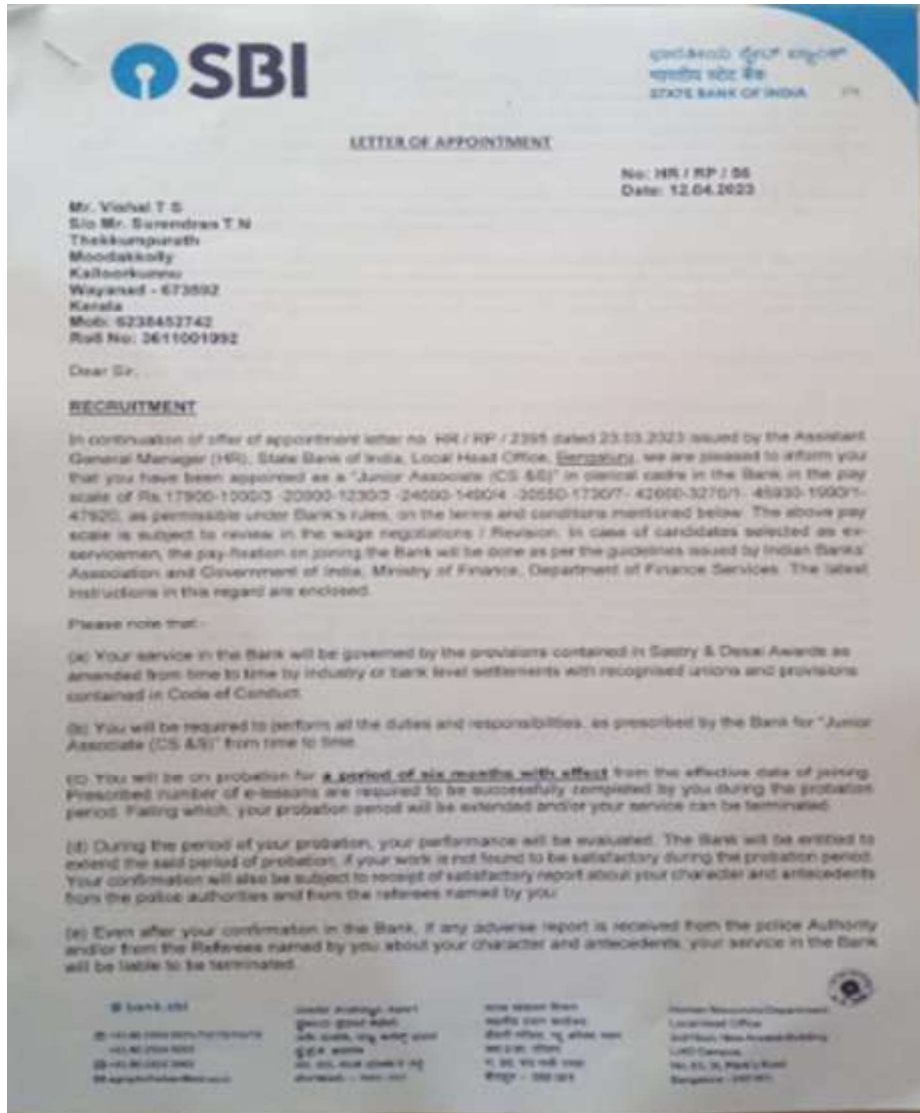 SBI
भारतीय स्टेट बैंक
STATE BANK OF INDIA
LETTER OF APPOINTMENT
No: HR / RP / 56
Date: 12.04.2023
Mr. Vishal T S
S/o Mr. Surendran T N
Thekkumpurath
Moodakkolly
Kalloorkunnu
Wayanad - 673592
Kerala
Mob: 6238452742
Roll No: 3611001992
Dear Sir,
RECRUITMENT
In continuation of offer of appointment letter no. HR / RP / 2395 dated 23.03.2023 issued by the Assistant
General Manager (HR), State Bank of India, Local Head Office, Bengaluru, we are pleased to inform you
that you have been appointed as a "Junior Associate (CS &S)" in clerical cadre in the Bank in the pay
scale of Rs.17900-1000/3 -20900-1230/3 -24590-1490/4 -30550-1730/7- 42600-3270/1- 45930-1990/1-
47920, as permissible under Bank's rules, on the terms and conditions mentioned below. The above pay
scale is subject to review in the wage negotiations / Revision. In case of candidates selected as ex-
servicemen, the pay-fixation on joining the Bank will be done as per the guidelines issued by Indian Banks'
Association and Government of India, Ministry of Finance, Department of Finance Services. The latest
instructions in this regard are enclosed.
Please note that:-
(a) Your service in the Bank will be governed by the provisions contained in Sastry & Desai Awards as
amended from time to time by industry or bank level settlements with recognised unions and provisions
contained in Code of Conduct.
(b) You will be required to perform all the duties and responsibilities, as prescribed by the Bank for "Junior
Associate (CS &S)" from time to time.
(c) You will be on probation for a period of six months with effect from the effective date of joining.
Prescribed number of e-lessons are required to be successfully completed by you during the probation
period. Failing which, your probation period will be extended and/or your service can be terminated.
(d) During the period of your probation, your performance will be evaluated. The Bank will be entitled to
extend the said period of probation, if your work is not found to be satisfactory during the probation period.
Your confirmation will also be subject to receipt of satisfactory report about your character and antecedents
from the police authorities and from the referees named by you.
(e) Even after your confirmation in the Bank, if any adverse report is received from the police Authority
and/or from the Referees named by you about your character and antecedents, your service in the Bank
will be liable to be terminated.
bank.sbi
Human Resources Department
Local Head Office
LHO Campus,